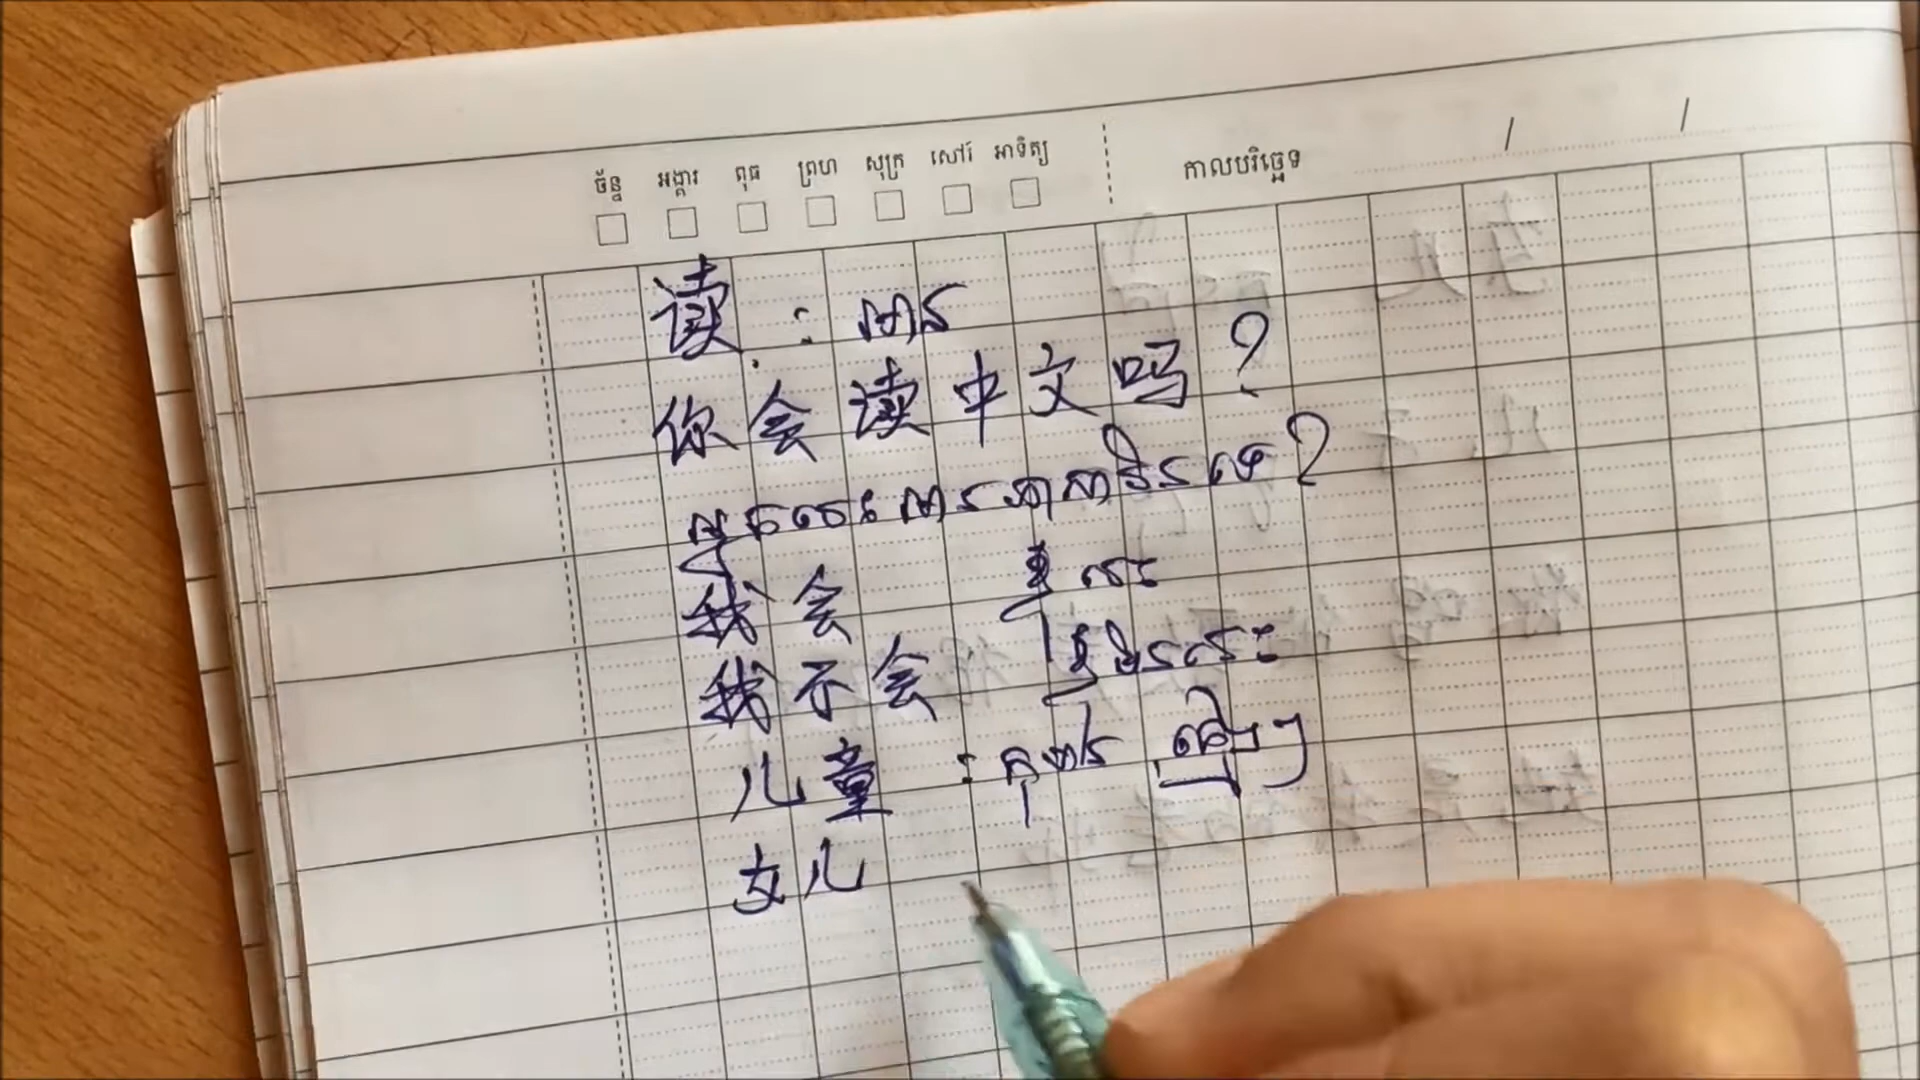 ច័ន្ទ អង្គារ ពុធ ព្រហ សុក្រ សៅរ៍ អាទិត្យ
កាលបរិច្ឆេទ / /
读 : អាន
你会读中文吗?
អ្នកចេះអានភាសាចិនទេ?
我会 ខ្ញុំចេះ
我不会 ខ្ញុំមិនចេះ
儿童 : កុមារ ក្មេងៗ
女儿